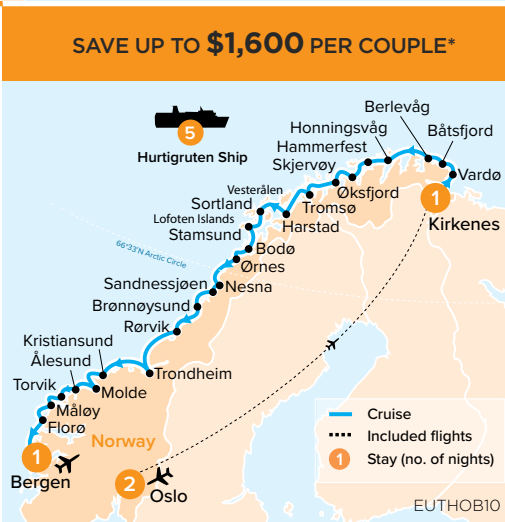 SAVE UP TO $1,600 PER COUPLE*
5
Hurtigruten Ship
Berlevåg
Honningsvåg
Båtsfjord
Hammerfest
Skjervøy
Vardø
Vesterålen
Øksfjord
1
Sortland
Tromsø
Kirkenes
Lofoten Islands
Harstad
Stamsund
66°33'N Arctic Circle
Bodø
Ørnes
Sandnessjøen
Nesna
Brønnøysund
Rørvik
Kristiansund
Ålesund
Trondheim
Torvik
Molde
Måløy
Florø
Norway
1
Bergen
2
Oslo
Cruise
Included flights
1 Stay (no. of nights)
EUTHOB10